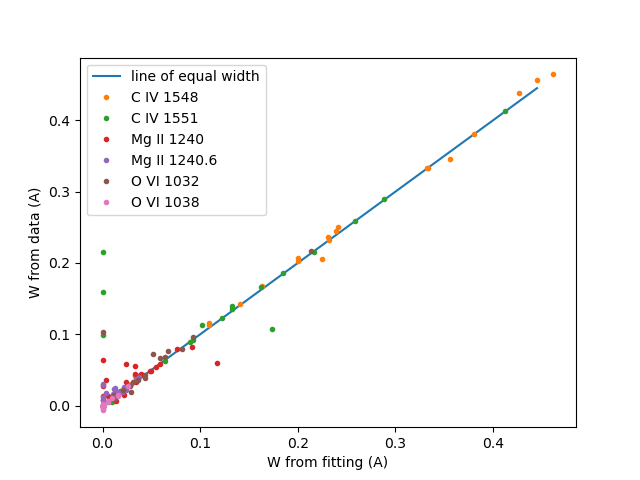 line of equal width
C IV 1548
C IV 1551
Mg II 1240
Mg II 1240.6
O VI 1032
O VI 1038
W from data (A)
0.4
0.3
0.2
0.1
0.0
0.0 0.1 0.2 0.3 0.4
W from fitting (A)